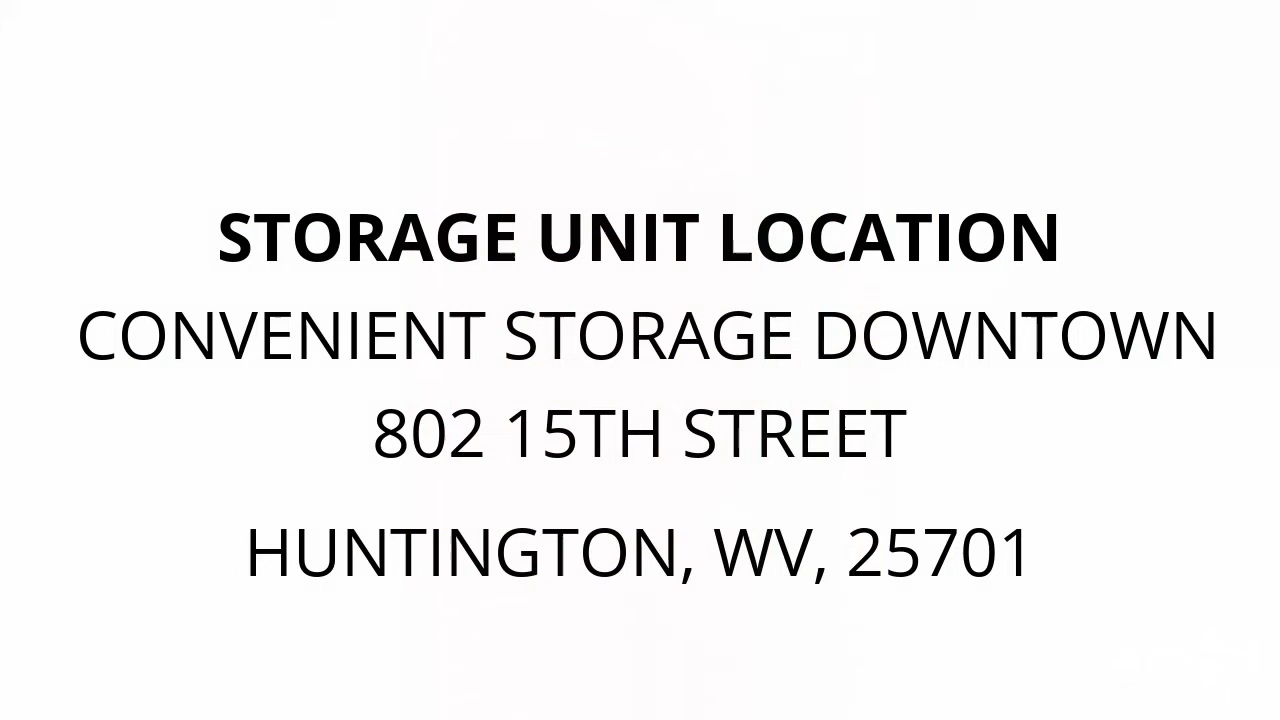 STORAGE UNIT LOCATION
CONVENIENT STORAGE DOWNTOWN
802 15TH STREET
HUNTINGTON, WV, 25701